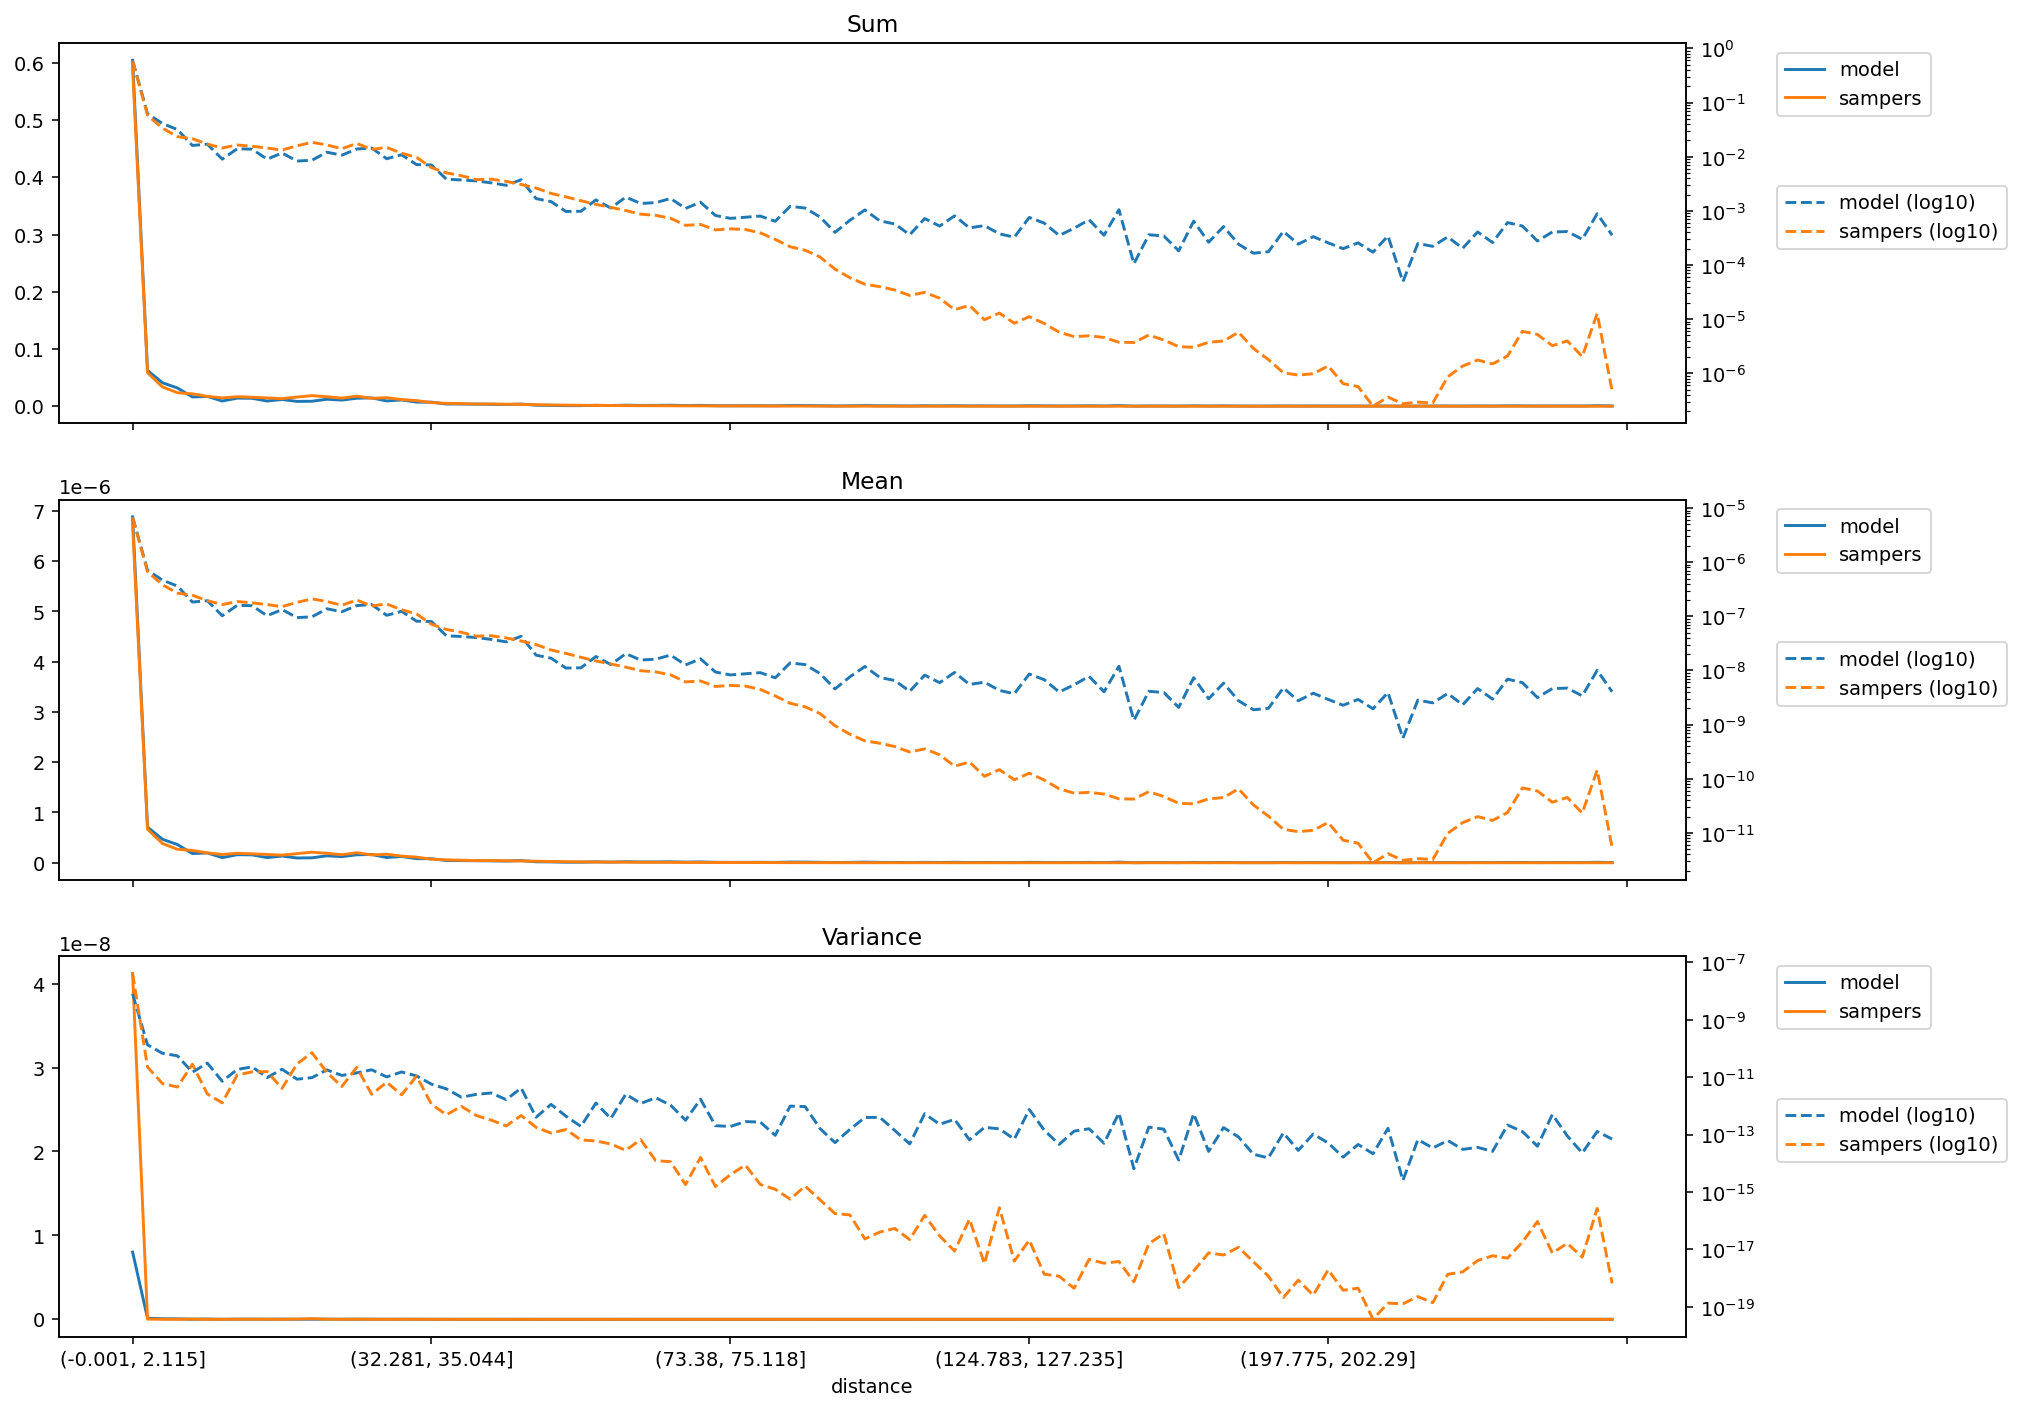 Sum
0.6
0.5
0.4
0.3
0.2
0.1
0.0
10⁰
10⁻¹
10⁻²
10⁻³
10⁻⁴
10⁻⁵
10⁻⁶
model
sampers
model (log10)
sampers (log10)
Mean
1e−6
7
6
5
4
3
2
1
0
10⁻⁵
10⁻⁶
10⁻⁷
10⁻⁸
10⁻⁹
10⁻¹⁰
10⁻¹¹
model
sampers
model (log10)
sampers (log10)
Variance
1e−8
4
3
2
1
0
10⁻⁷
10⁻⁹
10⁻¹¹
10⁻¹³
10⁻¹⁵
10⁻¹⁷
10⁻¹⁹
model
sampers
model (log10)
sampers (log10)
(-0.001, 2.115] (32.281, 35.044] (73.38, 75.118] (124.783, 127.235] (197.775, 202.29]
distance